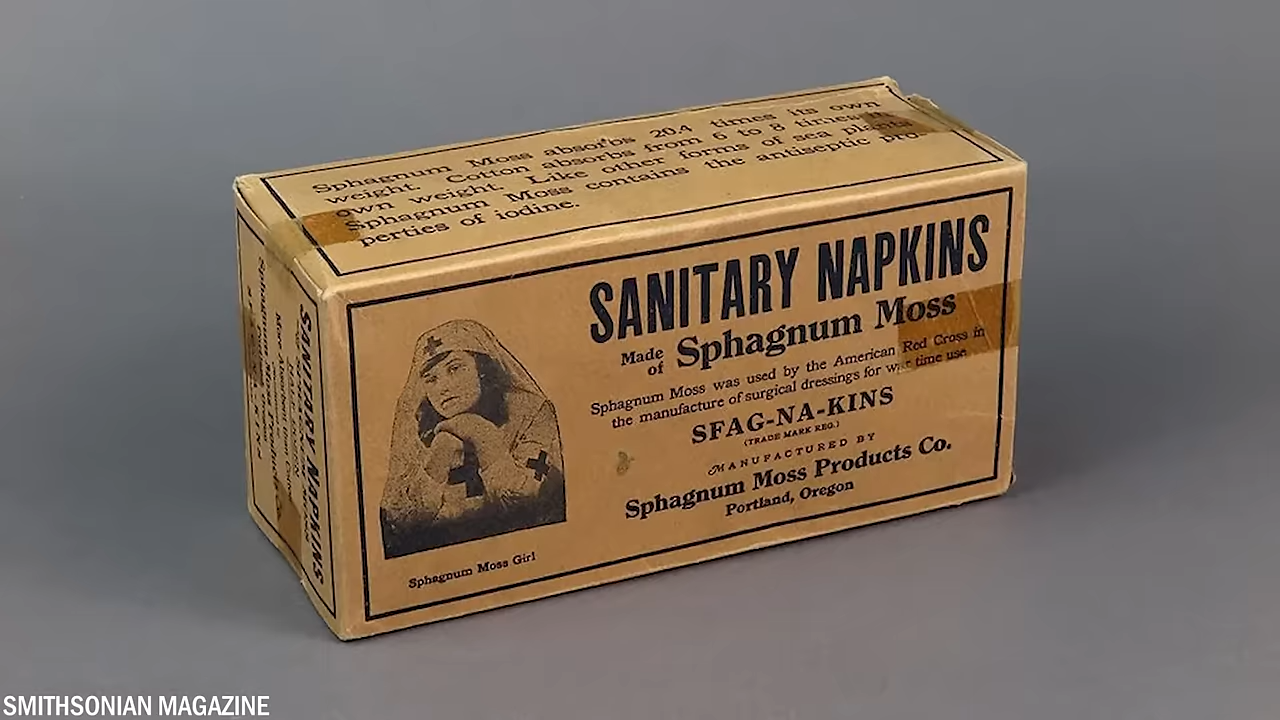 Sphagnum Moss absorbs 20.4 times its own
weight. Cotton absorbs from 6 to 8 times its
own weight. Like other forms of sea plants
Sphagnum Moss contains the antiseptic pro-
perties of iodine.
SANITARY NAPKINS
Made
of Sphagnum Moss
Sphagnum Moss was used by the American Red Cross in
the manufacture of surgical dressings for war time use
SFAG-NA-KINS
(TRADE MARK REG.)
MANUFACTURED BY
Sphagnum Moss Products Co.
Portland, Oregon
Sphagnum Moss Girl
SANITARY NAPKINS
SMITHSONIAN MAGAZINE